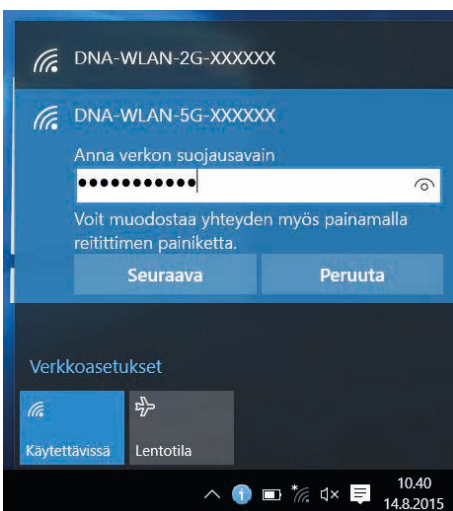 DNA-WLAN-2G-XXXXXX
DNA-WLAN-5G-XXXXXX
Anna verkon suojausavain
Voit muodostaa yhteyden myös painamalla
reitittimen painiketta.
Seuraava Peruuta
Verkkoasetukset
Käytettävissä Lentotila
10.40
14.8.2015